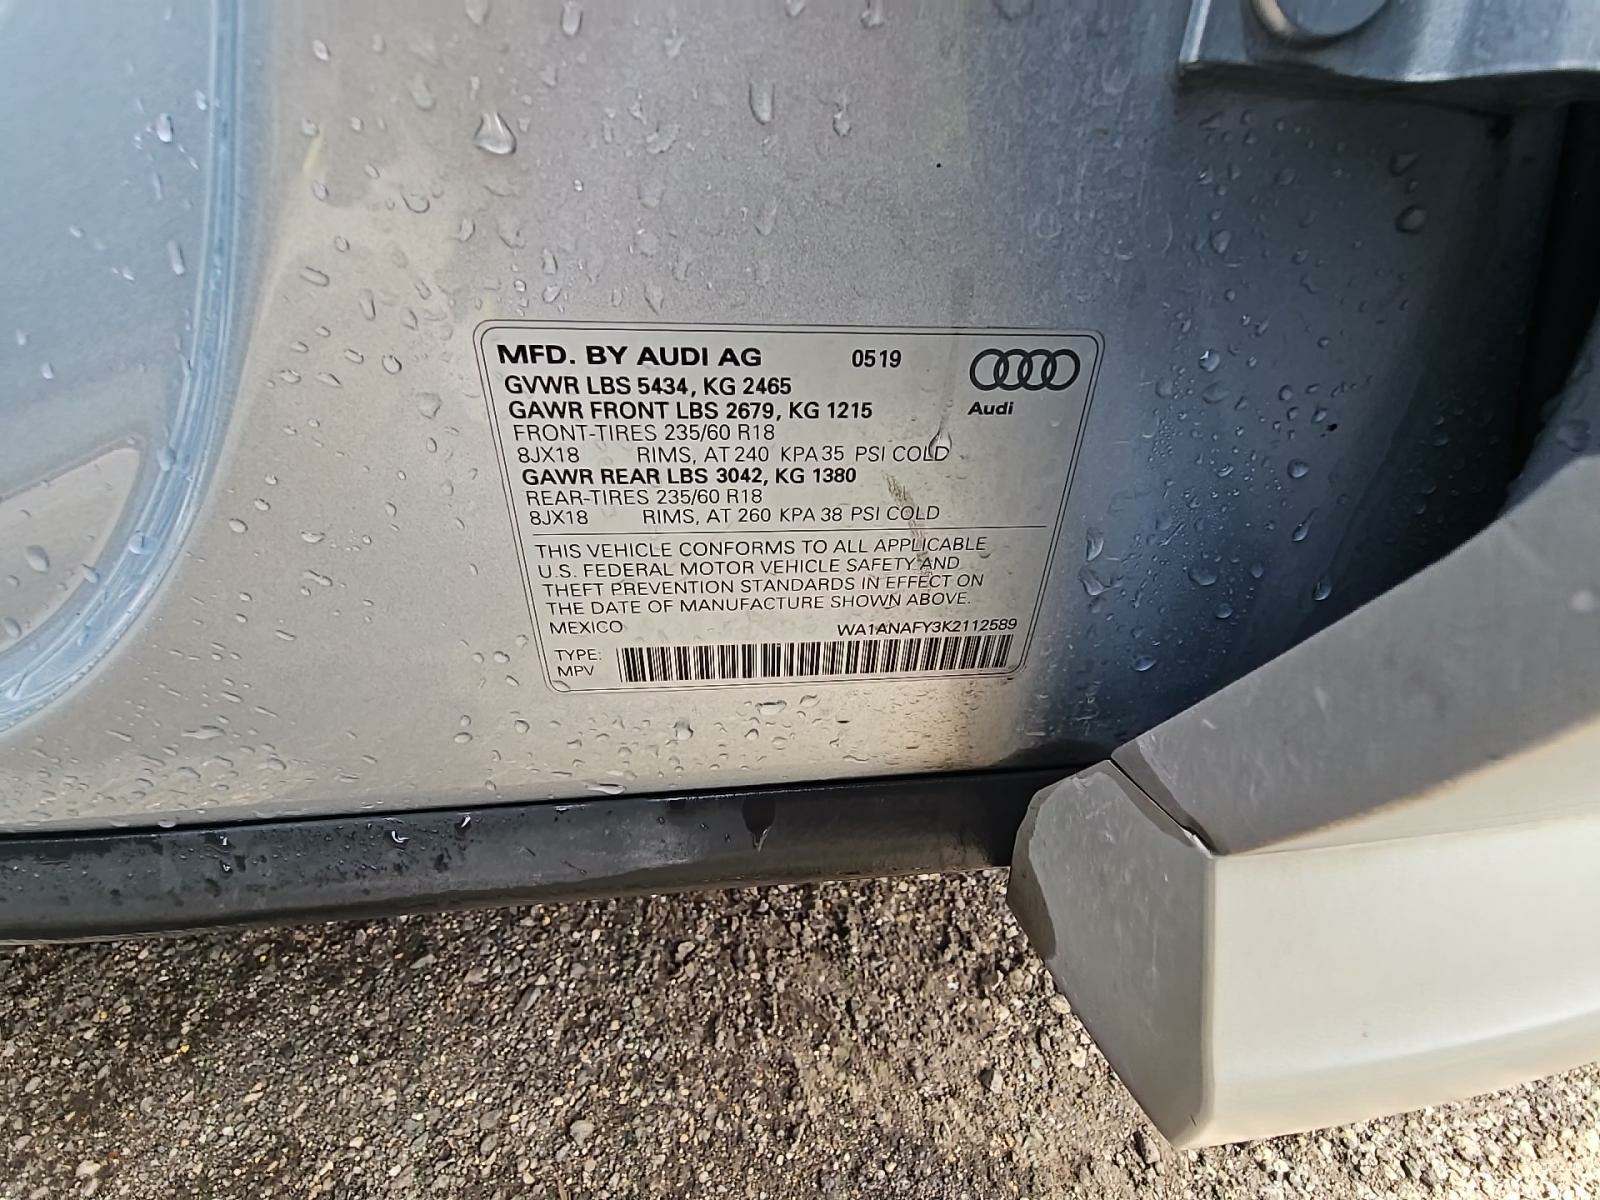 MFD. BY AUDI AG 0519
GVWR LBS 5434, KG 2465
GAWR FRONT LBS 2679, KG 1215
Audi
FRONT-TIRES 235/60 R18
8JX18 RIMS, AT 240 KPA 35 PSI COLD
GAWR REAR LBS 3042, KG 1380
REAR-TIRES 235/60 R18
8JX18 RIMS, AT 260 KPA 38 PSI COLD
THIS VEHICLE CONFORMS TO ALL APPLICABLE
U.S. FEDERAL MOTOR VEHICLE SAFETY AND
THEFT PREVENTION STANDARDS IN EFFECT ON
THE DATE OF MANUFACTURE SHOWN ABOVE.
MEXICO WA1ANAFY3K2112589
TYPE:
MPV